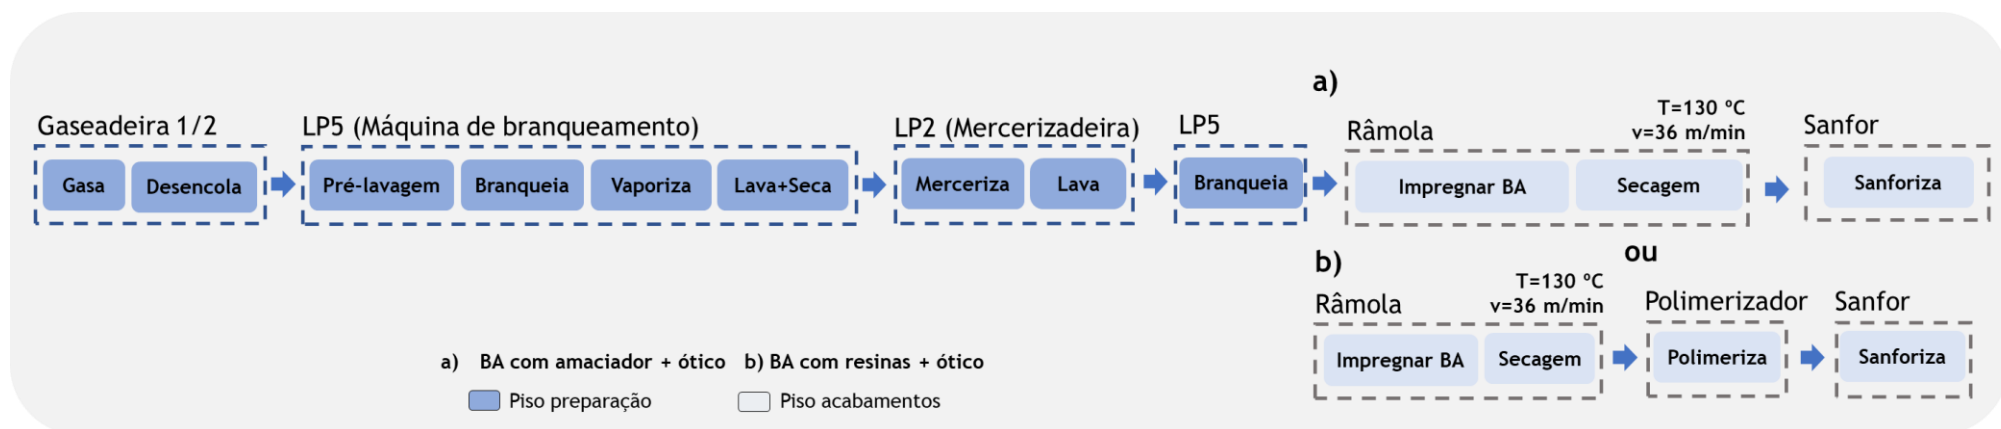 Gaseadeira 1/2
Gasa
Desencola
LP5 (Máquina de branqueamento)
Pré-lavagem
Branqueia
Vaporiza
Lava+Seca
LP2 (Mercerizadeira)
Merceriza
Lava
LP5
Branqueia
a)
Râmola
T=130 ºC
v=36 m/min
Impregnar BA
Secagem
Sanfor
Sanforiza
ou
b)
Râmola
T=130 ºC
v=36 m/min
Impregnar BA
Secagem
Polimerizador
Polimeriza
Sanfor
Sanforiza
a) BA com amaciador + ótico b) BA com resinas + ótico
Piso preparação
Piso acabamentos